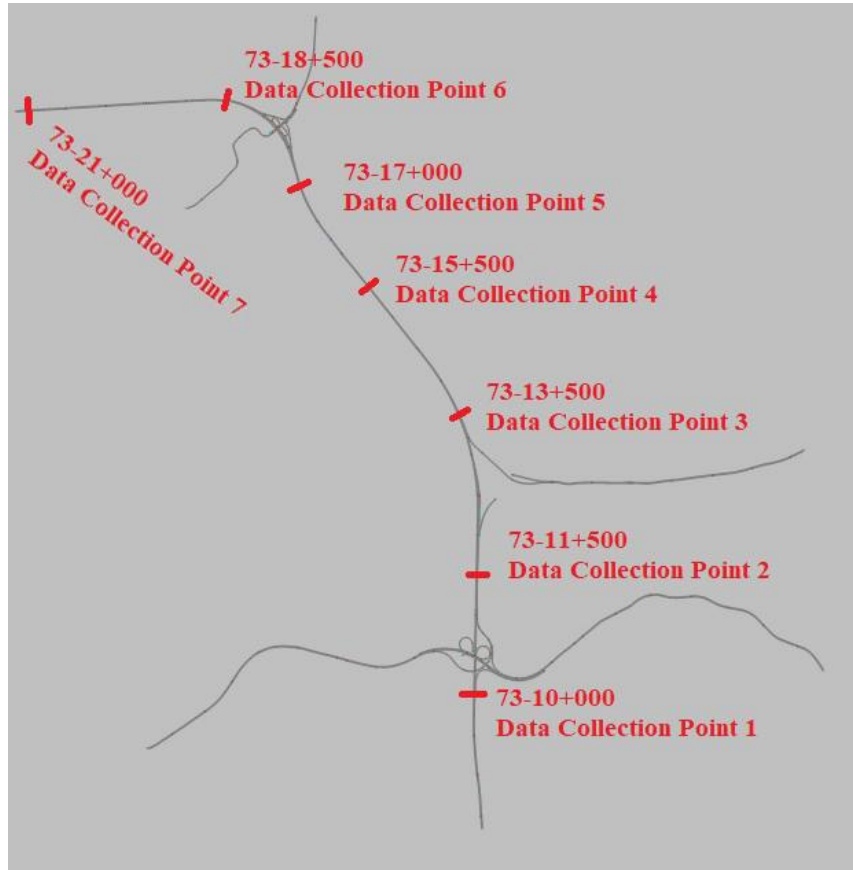 73-18+500
Data Collection Point 6
73-21+000
Data Collection Point 7
73-17+000
Data Collection Point 5
73-15+500
Data Collection Point 4
73-13+500
Data Collection Point 3
73-11+500
Data Collection Point 2
73-10+000
Data Collection Point 1